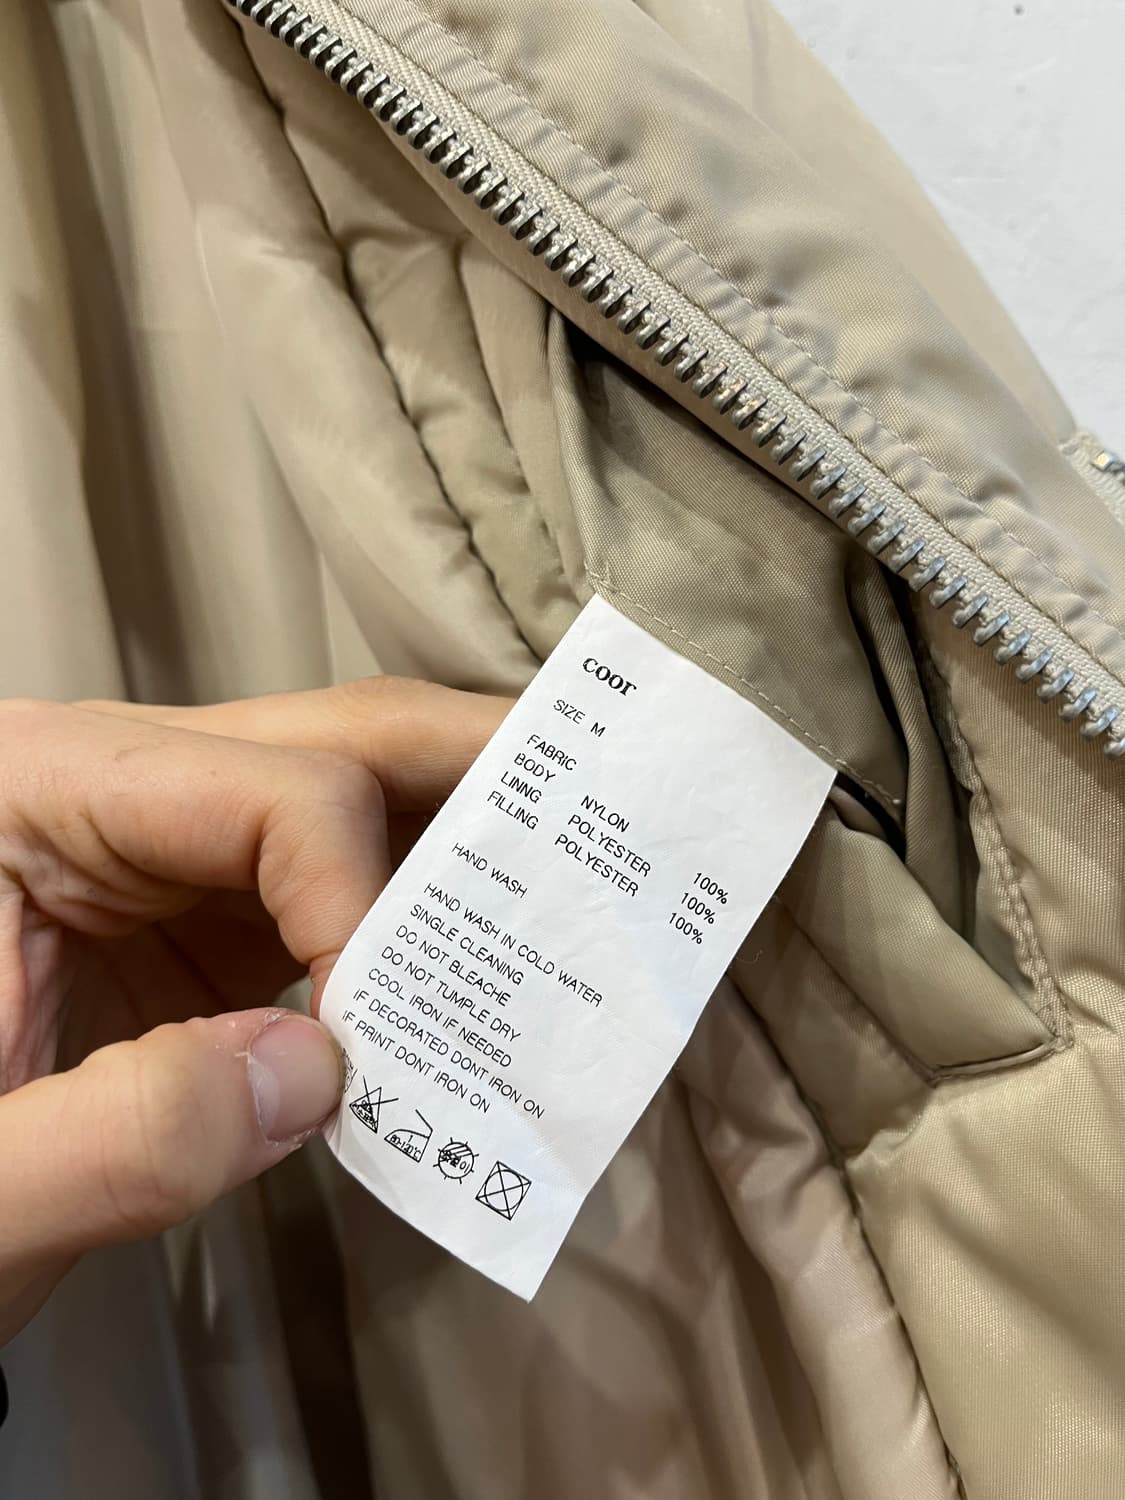 coor
SIZE M
FABRIC
BODY NYLON 100%
LINNG POLYESTER 100%
FILLING POLYESTER 100%
HAND WASH
HAND WASH IN COLD WATER
SINGLE CLEANING
DO NOT BLEACHE
DO NOT TUMPLE DRY
COOL IRON IF NEEDED
IF DECORATED DONT IRON ON
IF PRINT DONT IRON ON